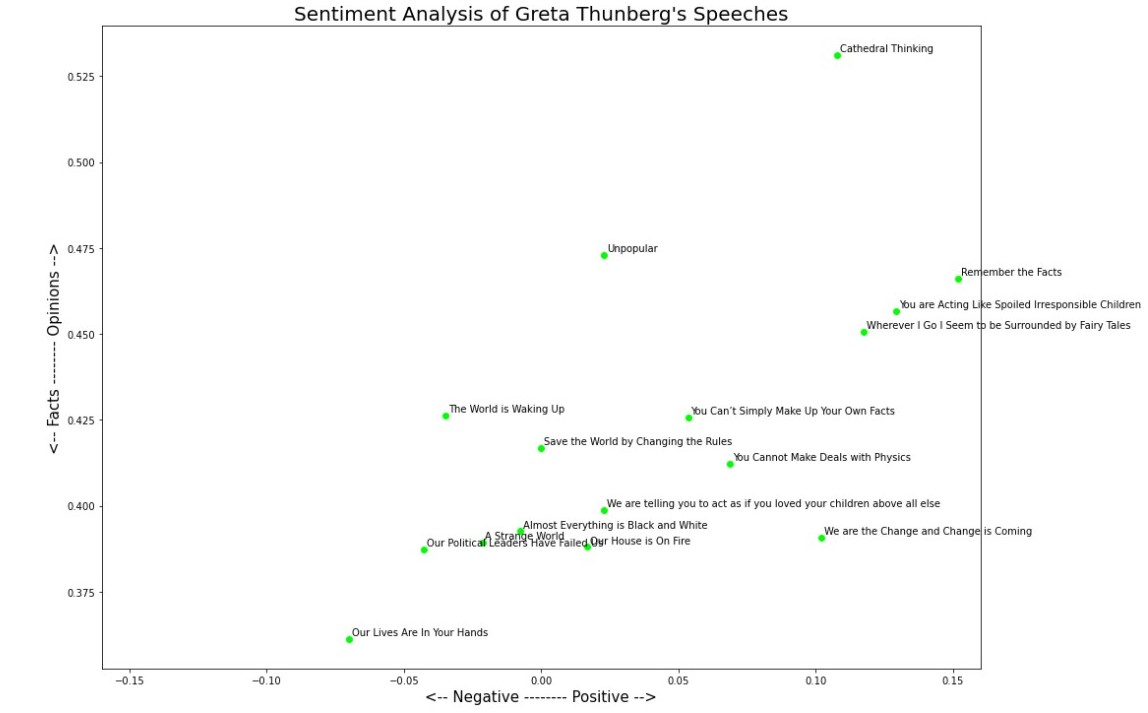 Sentiment Analysis of Greta Thunberg's Speeches
Cathedral Thinking
0.525
0.500
Unpopular
0.475
Remember the Facts
You are Acting Like Spoiled Irresponsible Children
Wherever I Go I Seem to be Surrounded by Fairy Tales
0.450
<-- Facts -------- Opinions -->
The World is Waking Up
You Can´t Simply Make Up Your Own Facts
0.425
Save the World by Changing the Rules
You Cannot Make Deals with Physics
We are telling you to act as if you loved your children above all else
0.400
Almost Everything is Black and White
We are the Change and Change is Coming
A Strange World
Our Political Leaders Have Failed Us
Our House is On Fire
0.375
Our Lives Are In Your Hands
−0.15 −0.10 −0.05 0.00 0.05 0.10 0.15
<-- Negative -------- Positive -->